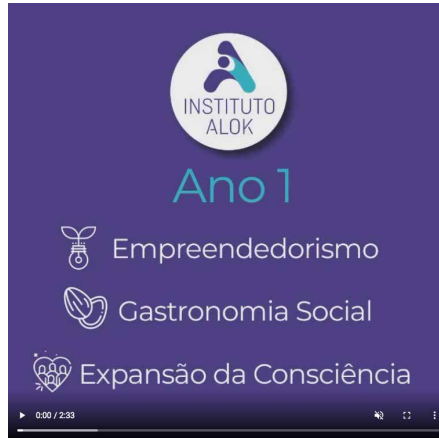 INSTITUTO
ALOK
Ano 1
Empreendedorismo
Gastronomia Social
Expansão da Consciência
0:00 / 2:33